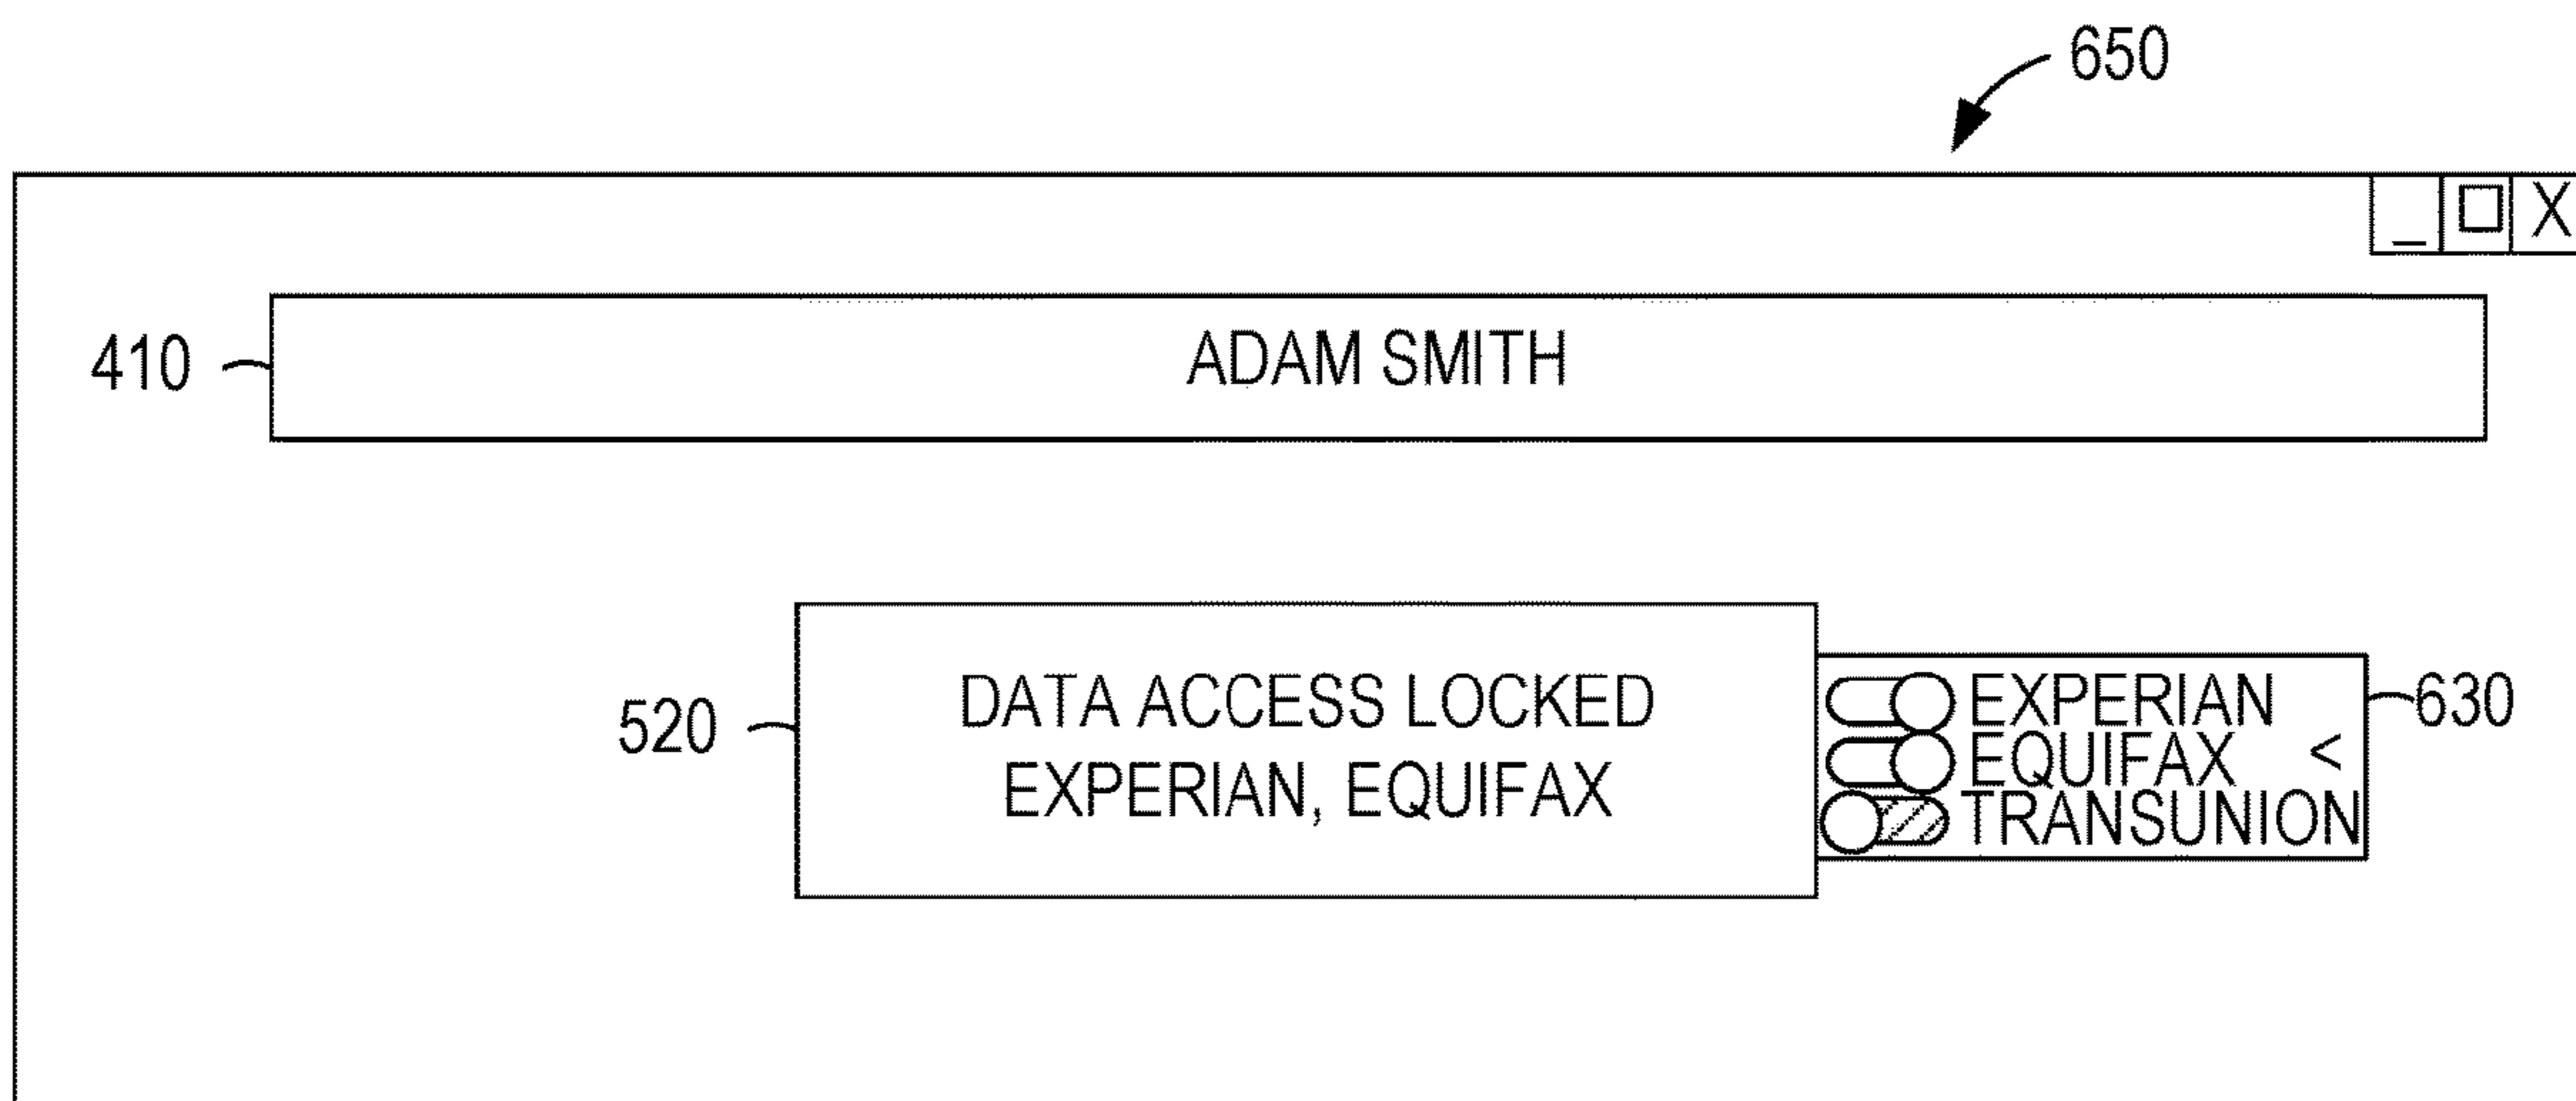 650
_ □ X
410
ADAM SMITH
520
DATA ACCESS LOCKED
EXPERIAN, EQUIFAX
EXPERIAN
EQUIFAX <
TRANSUNION
630